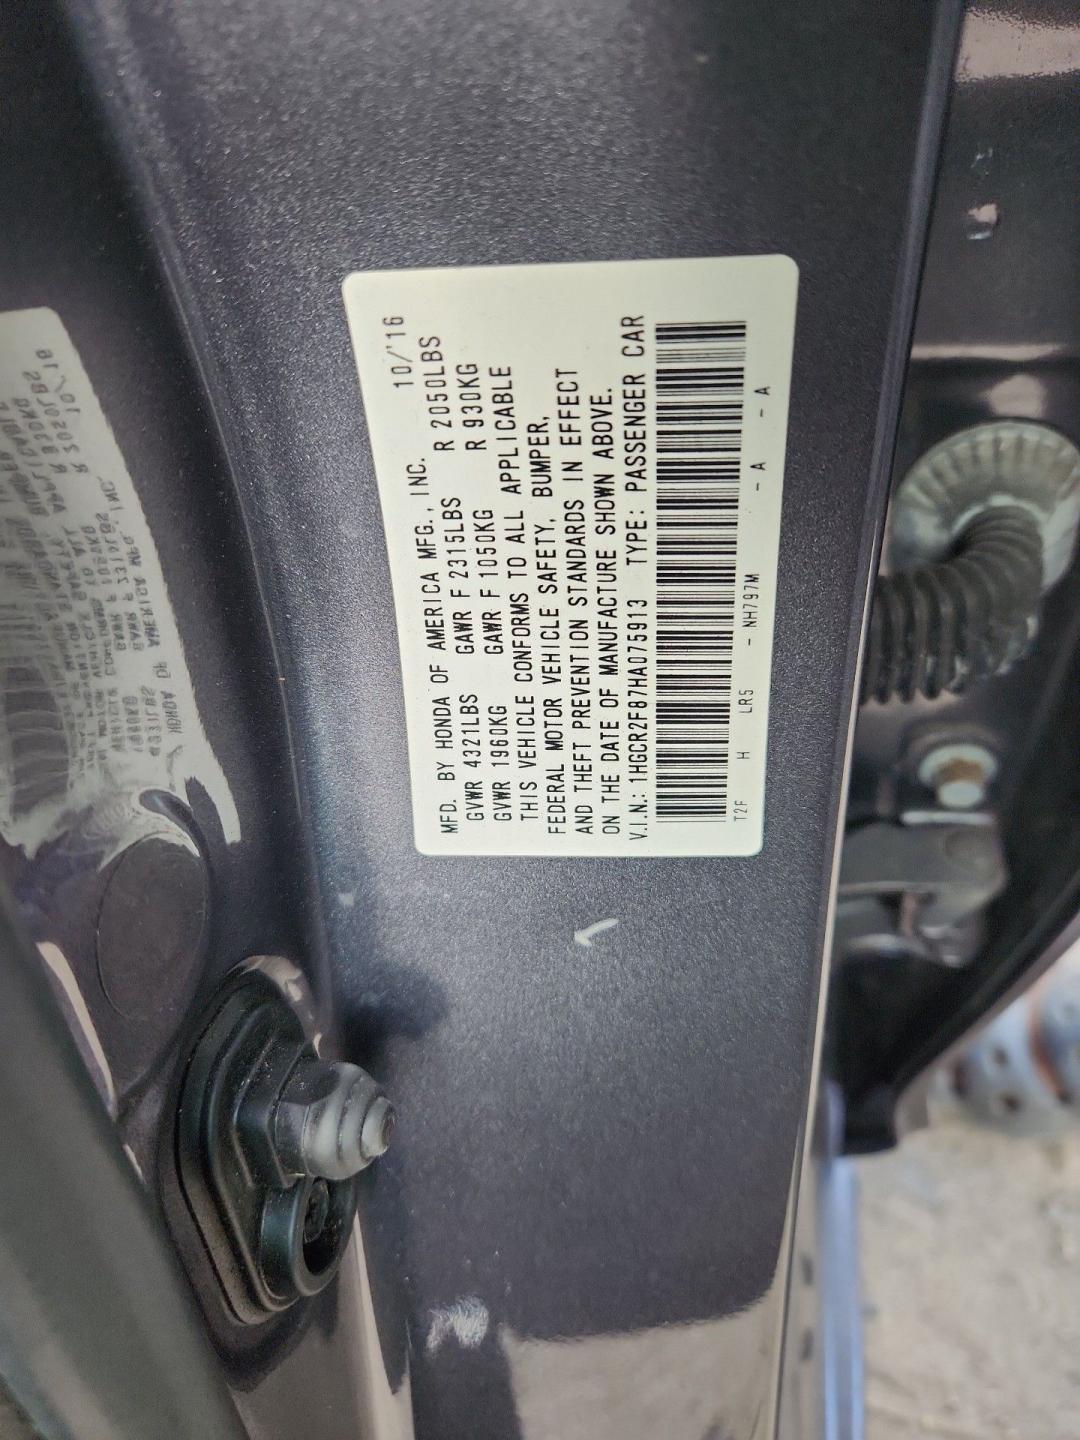 MFD. BY HONDA OF AMERICA MFG., INC. 10/'16
GVWR 4321LBS GAWR F 2315LBS R 2050LBS
GVWR 1960KG GAWR F 1050KG R 930KG
THIS VEHICLE CONFORMS TO ALL APPLICABLE
FEDERAL MOTOR VEHICLE SAFETY, BUMPER,
AND THEFT PREVENTION STANDARDS IN EFFECT
ON THE DATE OF MANUFACTURE SHOWN ABOVE.
V.I.N.: 1HGCR2F87HA075913 TYPE: PASSENGER CAR
T2F H LR5 - NH797M - A - A